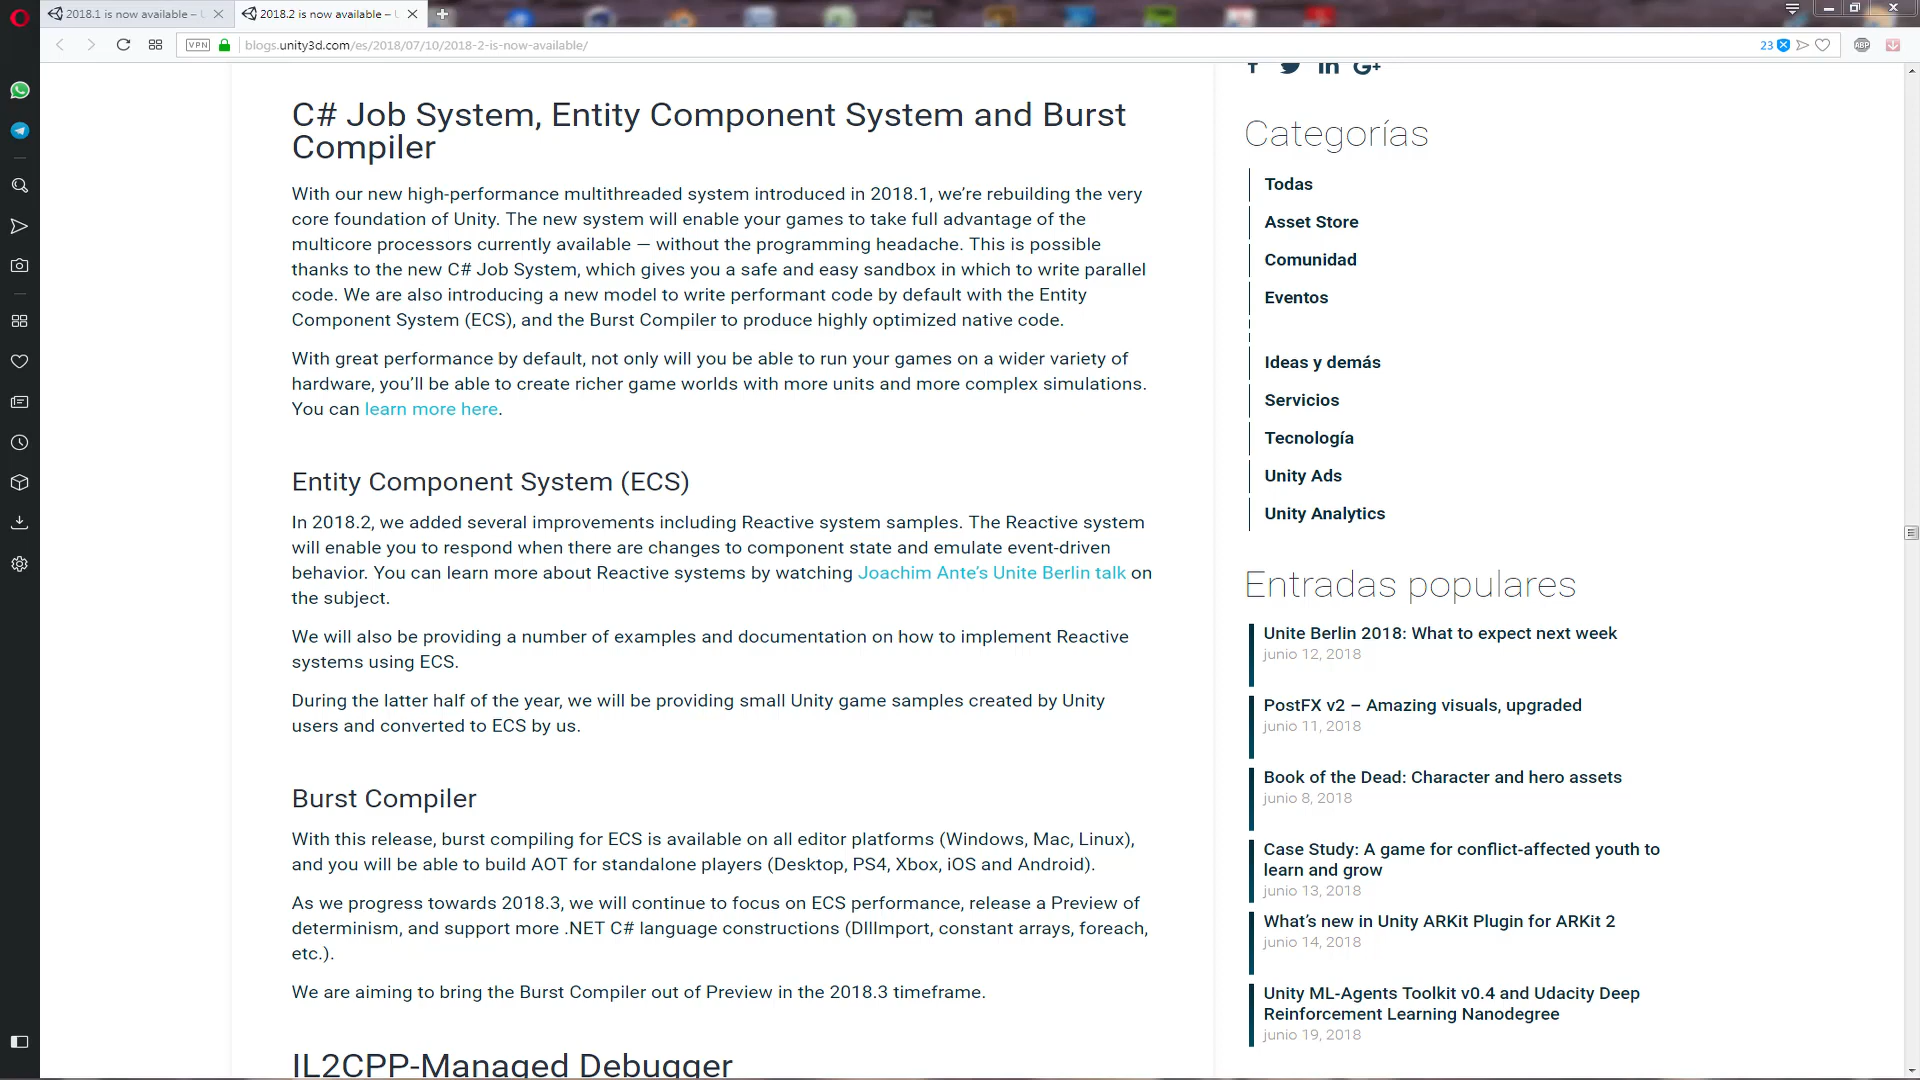 2018.1 is now available –
2018.2 is now available –
VPN
blogs.unity3d.com/es/2018/07/10/2018-2-is-now-available/
23
ABP
C# Job System, Entity Component System and Burst
Compiler
With our new high-performance multithreaded system introduced in 2018.1, we’re rebuilding the very
core foundation of Unity. The new system will enable your games to take full advantage of the
multicore processors currently available — without the programming headache. This is possible
thanks to the new C# Job System, which gives you a safe and easy sandbox in which to write parallel
code. We are also introducing a new model to write performant code by default with the Entity
Component System (ECS), and the Burst Compiler to produce highly optimized native code.
With great performance by default, not only will you be able to run your games on a wider variety of
hardware, you’ll be able to create richer game worlds with more units and more complex simulations.
You can learn more here.
Entity Component System (ECS)
In 2018.2, we added several improvements including Reactive system samples. The Reactive system
will enable you to respond when there are changes to component state and emulate event-driven
behavior. You can learn more about Reactive systems by watching Joachim Ante’s Unite Berlin talk on
the subject.
We will also be providing a number of examples and documentation on how to implement Reactive
systems using ECS.
During the latter half of the year, we will be providing small Unity game samples created by Unity
users and converted to ECS by us.
Burst Compiler
With this release, burst compiling for ECS is available on all editor platforms (Windows, Mac, Linux),
and you will be able to build AOT for standalone players (Desktop, PS4, Xbox, iOS and Android).
As we progress towards 2018.3, we will continue to focus on ECS performance, release a Preview of
determinism, and support more .NET C# language constructions (DllImport, constant arrays, foreach,
etc.).
We are aiming to bring the Burst Compiler out of Preview in the 2018.3 timeframe.
IL2CPP-Managed Debugger
f in G+
Categorías
Todas
Asset Store
Comunidad
Eventos
Ideas y demás
Servicios
Tecnología
Unity Ads
Unity Analytics
Entradas populares
Unite Berlin 2018: What to expect next week
junio 12, 2018
PostFX v2 – Amazing visuals, upgraded
junio 11, 2018
Book of the Dead: Character and hero assets
junio 8, 2018
Case Study: A game for conflict-affected youth to
learn and grow
junio 13, 2018
What’s new in Unity ARKit Plugin for ARKit 2
junio 14, 2018
Unity ML-Agents Toolkit v0.4 and Udacity Deep
Reinforcement Learning Nanodegree
junio 19, 2018